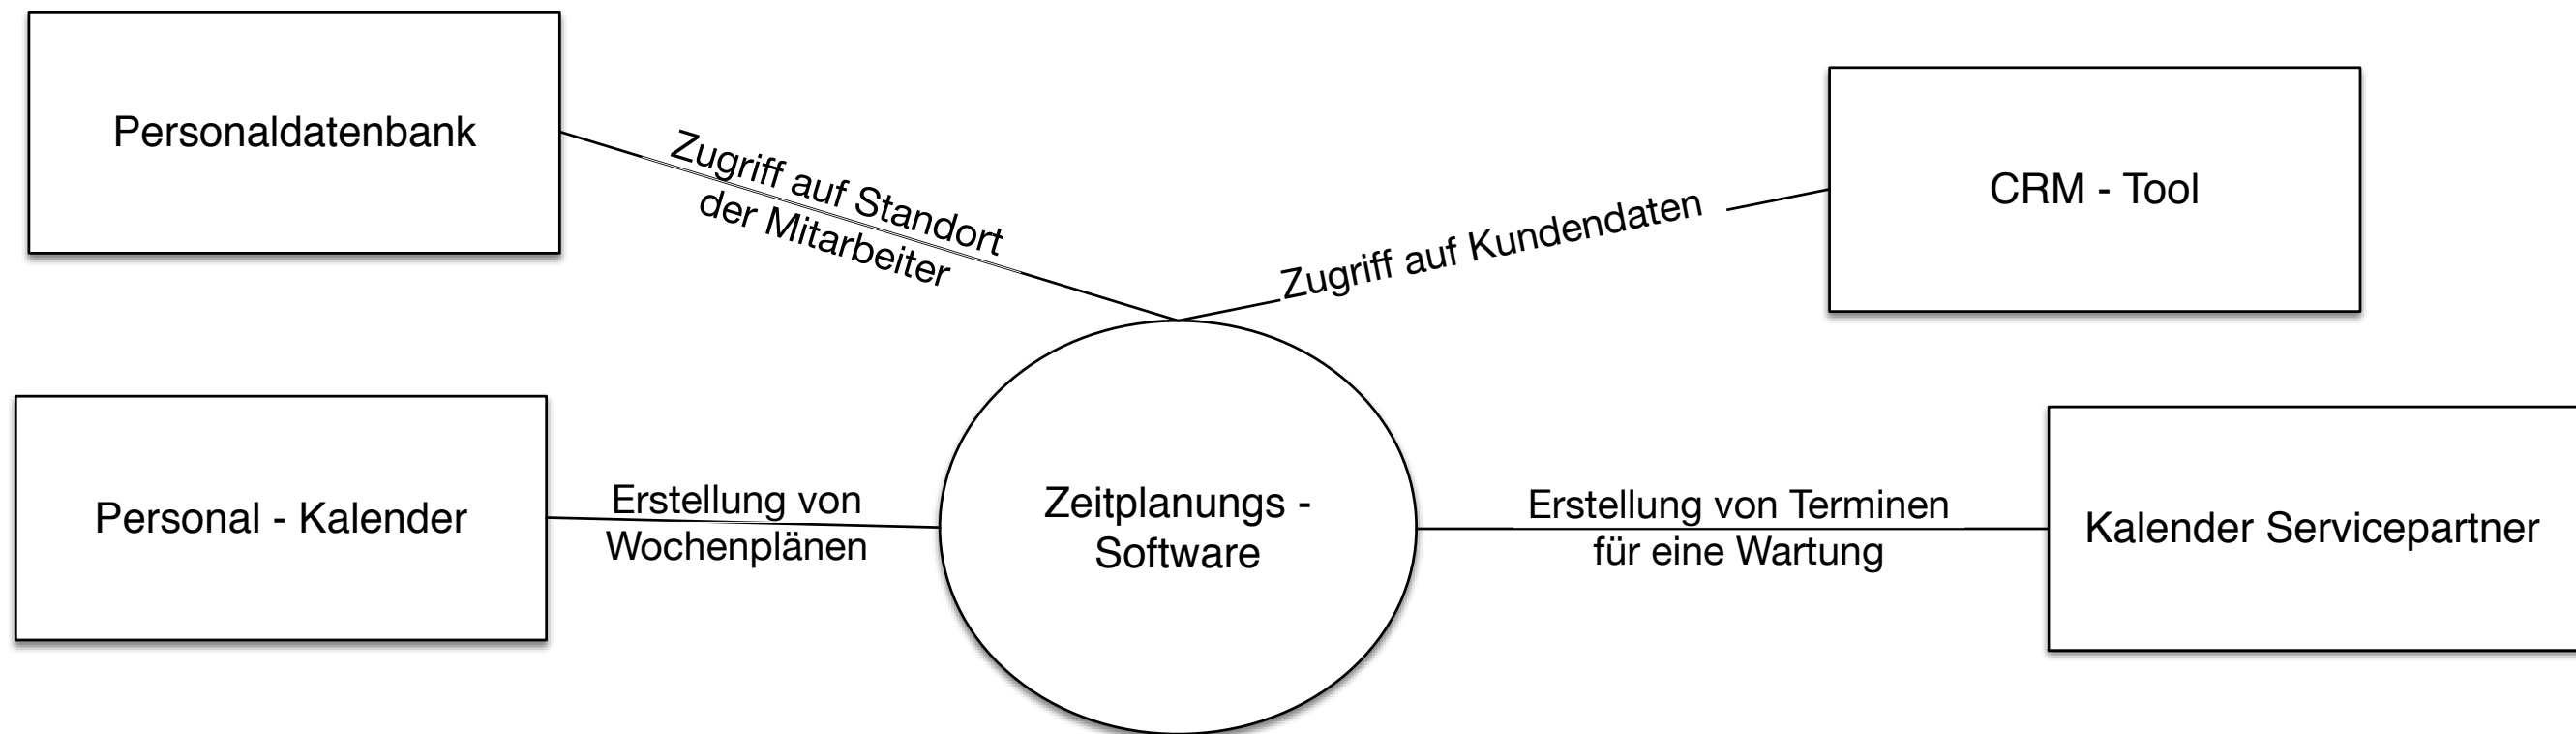 Personaldatenbank
Zugriff auf Standort
der Mitarbeiter
Zugriff auf Kundendaten
CRM - Tool
Personal - Kalender
Erstellung von
Wochenplänen
Zeitplanungs -
Software
Erstellung von Terminen
für eine Wartung
Kalender Servicepartner